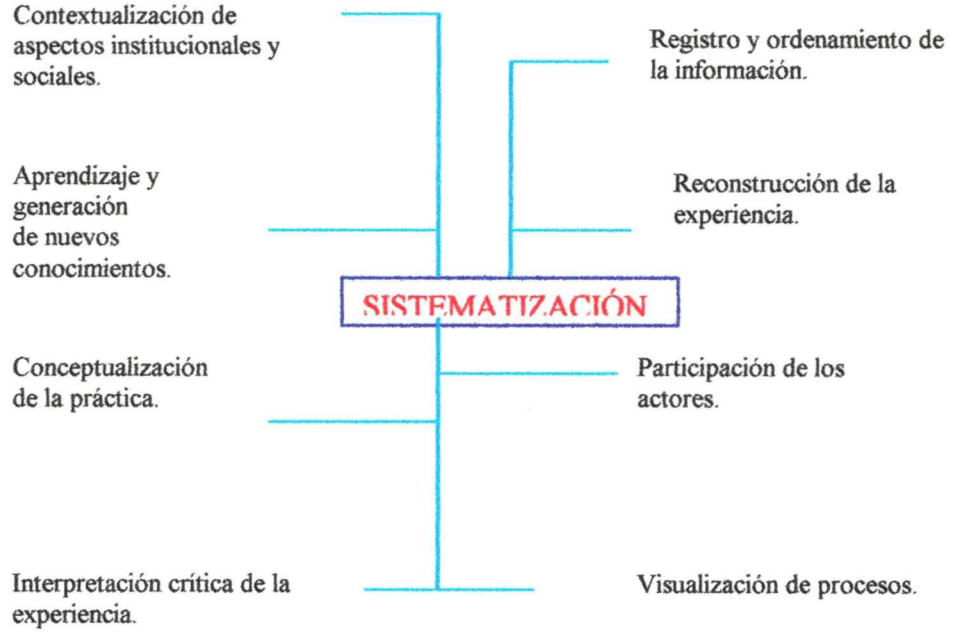 Contextualización de
aspectos institucionales y
sociales.
Registro y ordenamiento de
la información.
Aprendizaje y
generación
de nuevos
conocimientos.
Reconstrucción de la
experiencia.
SISTEMATIZACIÓN
Conceptualización
de la práctica.
Participación de los
actores.
Interpretación crítica de la
experiencia.
Visualización de procesos.